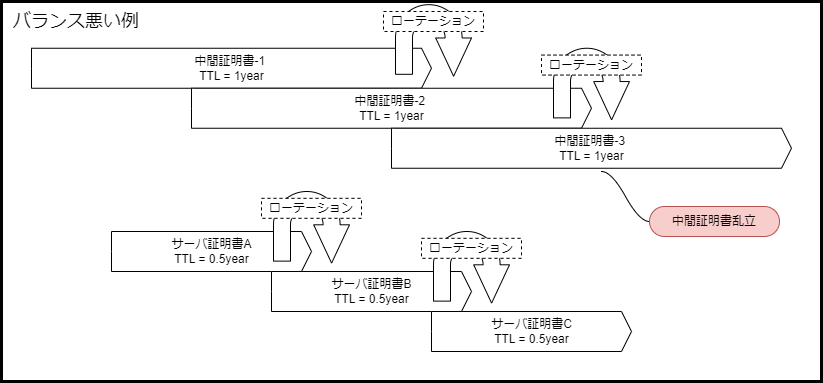 バランス悪い例
ローテーション
中間証明書-1
TTL = 1year
ローテーション
中間証明書-2
TTL = 1year
中間証明書-3
TTL = 1year
中間証明書乱立
ローテーション
サーバ証明書A
TTL = 0.5year
ローテーション
サーバ証明書B
TTL = 0.5year
サーバ証明書C
TTL = 0.5year